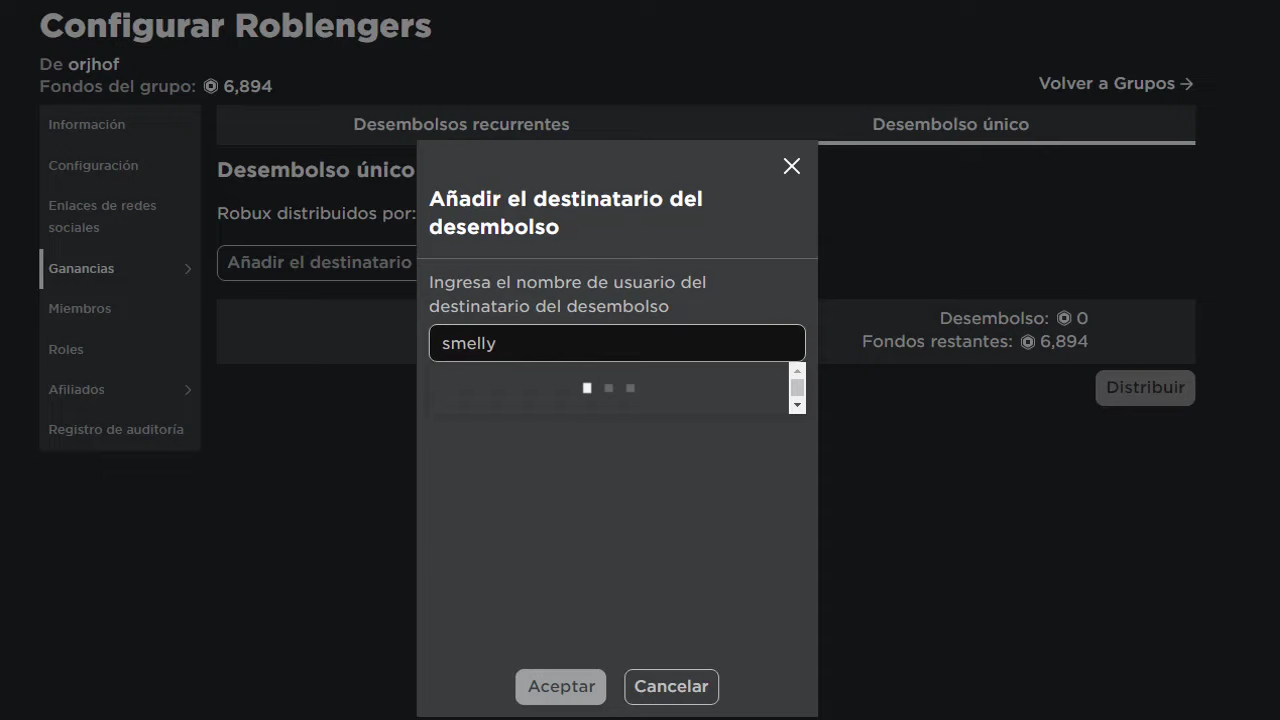 Configurar Roblengers
De orjhof
Fondos del grupo: 6,894
Volver a Grupos →
Información
Configuración
Enlaces de redes
sociales
Ganancias
Miembros
Roles
Afiliados
Registro de auditoría
Desembolsos recurrentes
Desembolso único
Desembolso único
Robux distribuidos por:
Añadir el destinatario
Desembolso: 0
Fondos restantes: 6,894
Distribuir
Añadir el destinatario del
desembolso
Ingresa el nombre de usuario del
destinatario del desembolso
smelly
Aceptar
Cancelar